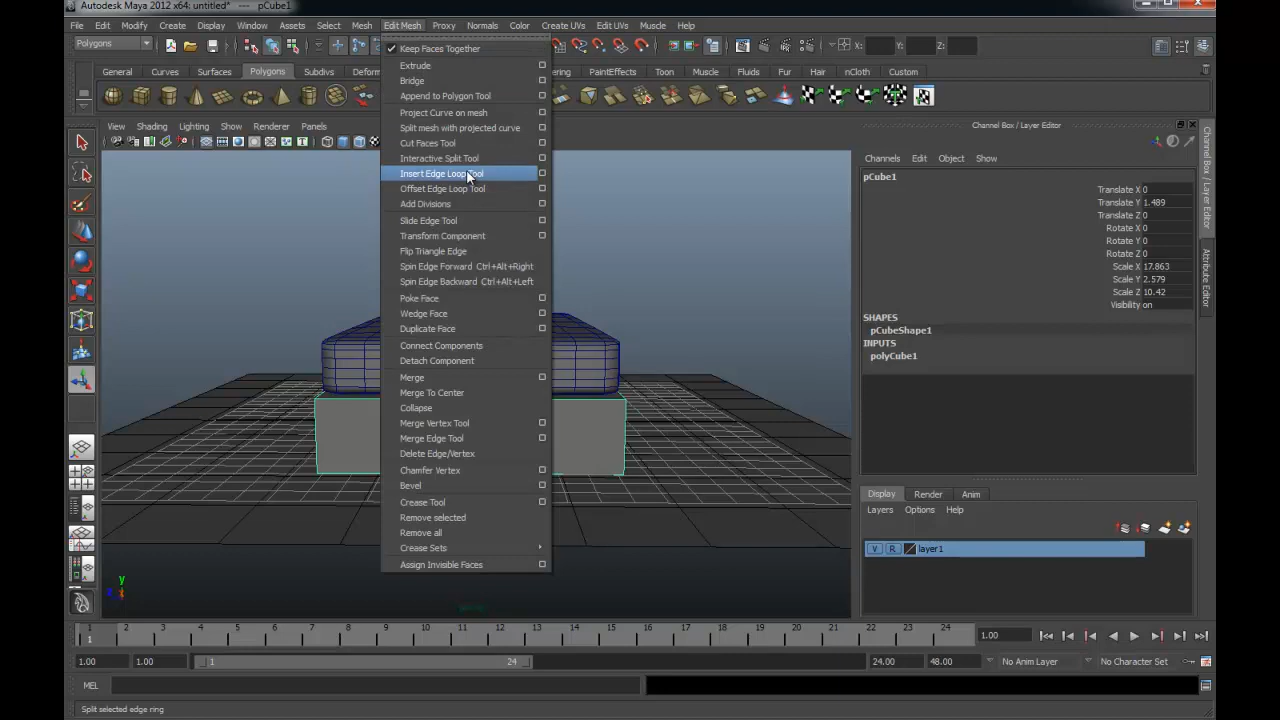 Autodesk Maya 2012 x64: untitled* --- pCube1
File Edit Modify Create Display Window Assets Select Mesh Edit Mesh Proxy Normals Color Create UVs Edit UVs Muscle Help
Polygons
X: Y: Z:
General Curves Surfaces Polygons Subdivs Deform
ering PaintEffects Toon Muscle Fluids Fur Hair nCloth Custom
View Shading Lighting Show Renderer Panels
Keep Faces Together
Extrude
Bridge
Append to Polygon Tool
Project Curve on mesh
Split mesh with projected curve
Cut Faces Tool
Interactive Split Tool
Insert Edge Loop Tool
Offset Edge Loop Tool
Add Divisions
Slide Edge Tool
Transform Component
Flip Triangle Edge
Spin Edge Forward Ctrl+Alt+Right
Spin Edge Backward Ctrl+Alt+Left
Poke Face
Wedge Face
Duplicate Face
Connect Components
Detach Component
Merge
Merge To Center
Collapse
Merge Vertex Tool
Merge Edge Tool
Delete Edge/Vertex
Chamfer Vertex
Bevel
Crease Tool
Remove selected
Remove all
Crease Sets
Assign Invisible Faces
y
Channel Box / Layer Editor
Channels Edit Object Show
pCube1
Translate X 0
Translate Y 1.489
Translate Z 0
Rotate X 0
Rotate Y 0
Rotate Z 0
Scale X 17.863
Scale Y 2.579
Scale Z 10.42
Visibility on
SHAPES
pCubeShape1
INPUTS
polyCube1
Channel Box / Layer Editor
Attribute Editor
Display Render Anim
Layers Options Help
V R layer1
1 2 3 4 5 6 7 8 9 10 11 12 13 14 15 16 17 18 19 20 21 22 23 24
1
1.00
1.00 1.00 1 24 24.00 48.00 No Anim Layer No Character Set
MEL
Split selected edge ring